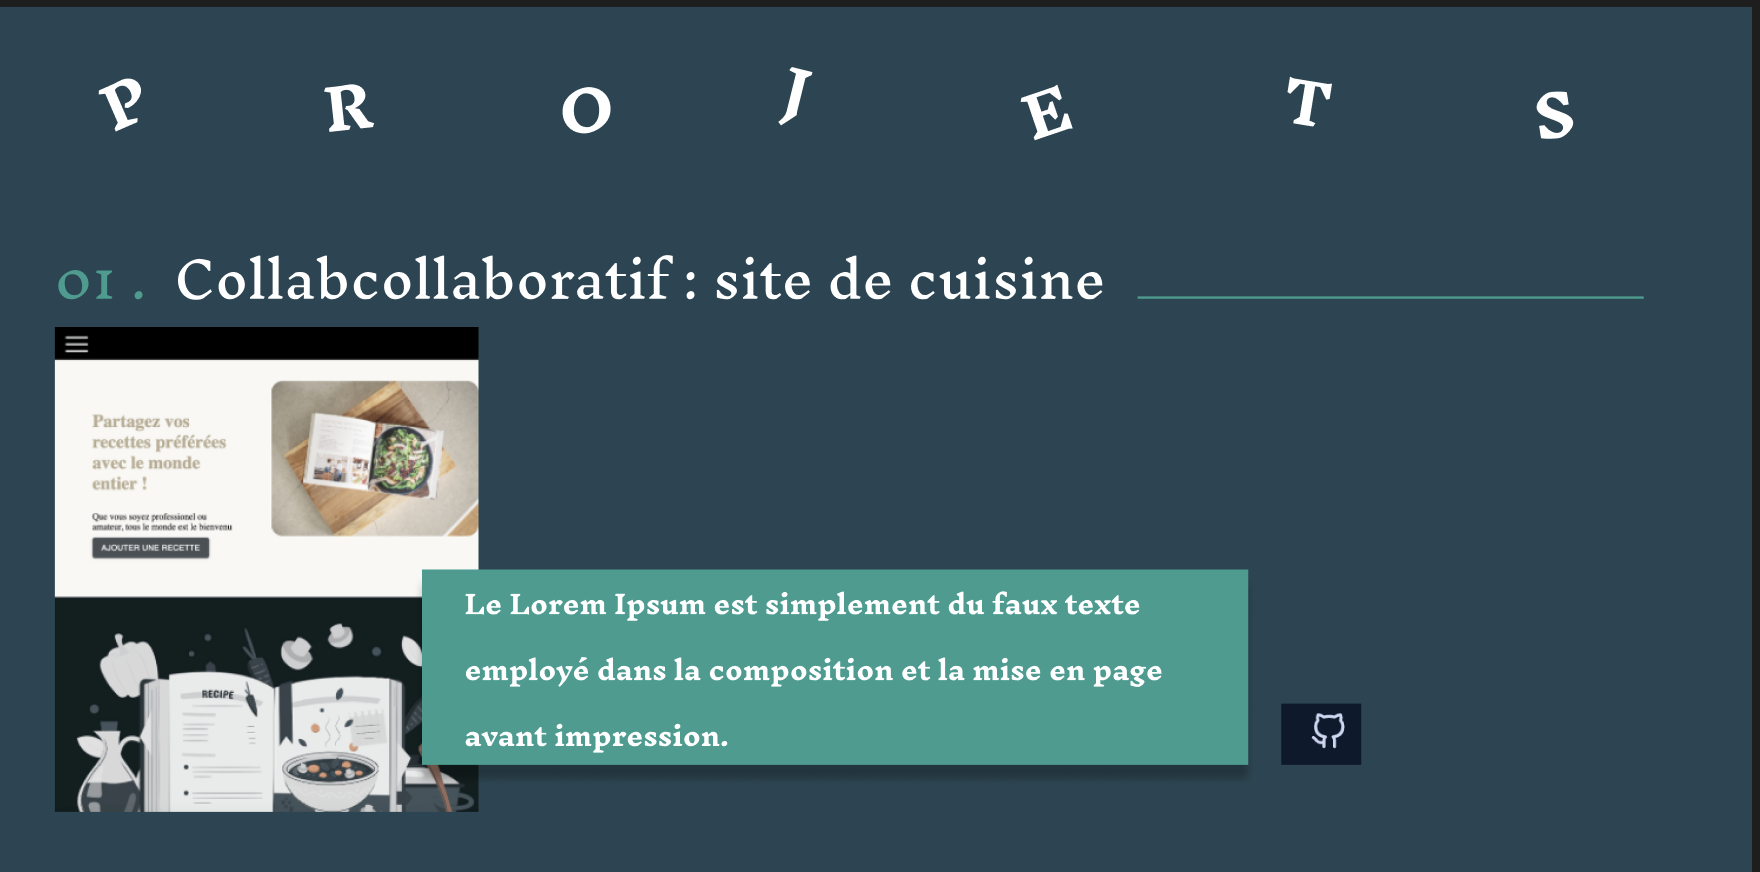 P R O J E T S
01 . Collabcollaboratif : site de cuisine
Partagez vos
recettes préférées
avec le monde
entier !
Que vous soyez professionel ou
amateur, tous le monde est le bienvenu
AJOUTER UNE RECETTE
RECIPE
Le Lorem Ipsum est simplement du faux texte
employé dans la composition et la mise en page
avant impression.